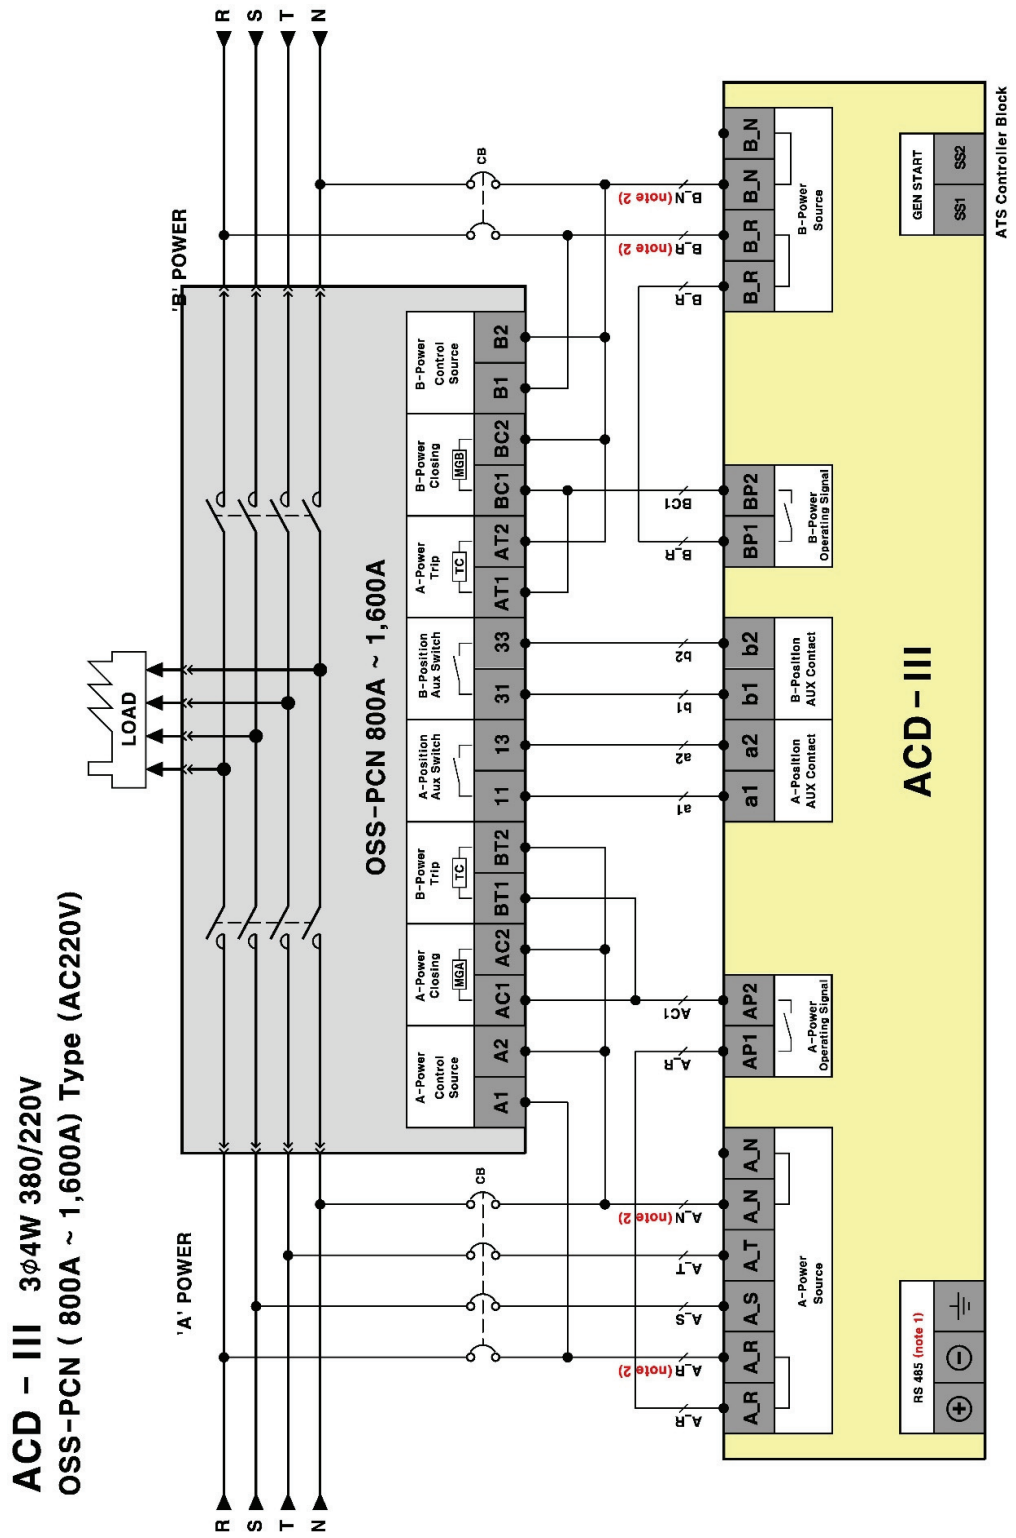 ACD - III 3φ4W 380/220V
OSS-PCN ( 800A ~ 1,600A) Type (AC220V)
LOAD
'A' POWER
'B' POWER
R
S
T
N
R
S
T
N
OSS-PCN 800A ~ 1,600A
A-Power
Control
Source
A-Power
Closing
MGA
B-Power
Trip
TC
A-Position
Aux Switch
B-Position
Aux Switch
A-Power
Trip
TC
B-Power
Closing
MGB
B-Power
Control
Source
A1 A2 AC1 AC2 BT1 BT2 11 13 31 33 AT1 AT2 BC1 BC2 B1 B2
CB
CB
A_R
A_R (note 2)
A_S
A_T
A_N (note 2)
A_R
AC1
a1
a2
b1
b2
B_R
BC1
B_R
B_R (note 2)
B_N (note 2)
A_R A_R A_S A_T A_N A_N
AP1 AP2
a1 a2 b1 b2
BP1 BP2
B_R B_R B_N B_N
A-Power
Source
A-Power
Operating Signal
A-Position
AUX Contact
B-Position
AUX Contact
B-Power
Operating Signal
B-Power
Source
ACD-III
RS 485 (note 1)
+ −
GEN START
SS1 SS2
ATS Controller Block